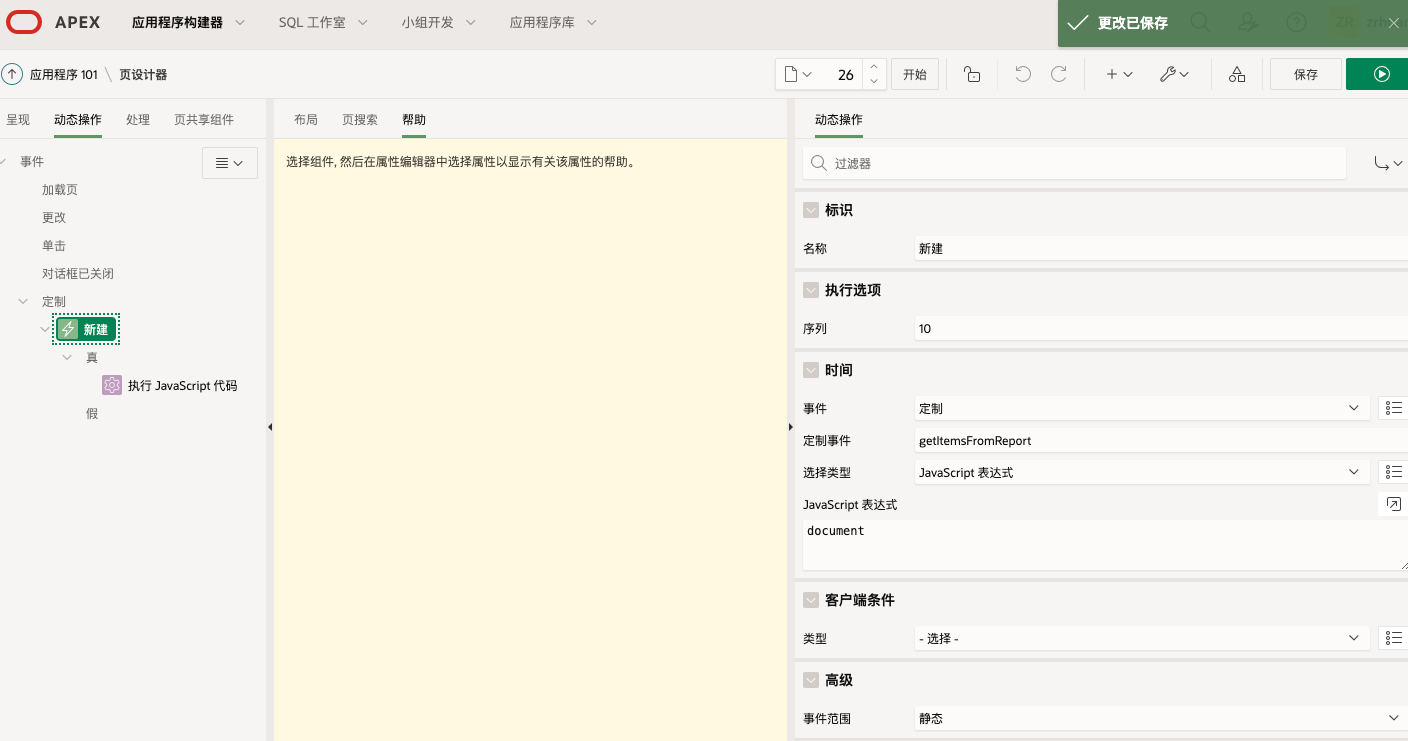 APEX 应用程序构建器 SQL 工作室 小组开发 应用程序库
更改已保存
应用程序 101 \ 页设计器
26 开始 保存
呈现 动态操作 处理 页共享组件
事件
加载页
更改
单击
对话框已关闭
定制
新建
真
执行 JavaScript 代码
假
布局 页搜索 帮助
选择组件, 然后在属性编辑器中选择属性以显示有关该属性的帮助。
动态操作
过滤器
标识
名称 新建
执行选项
序列 10
时间
事件 定制
定制事件 getItemsFromReport
选择类型 JavaScript 表达式
JavaScript 表达式
document
客户端条件
类型 - 选择 -
高级
事件范围 静态